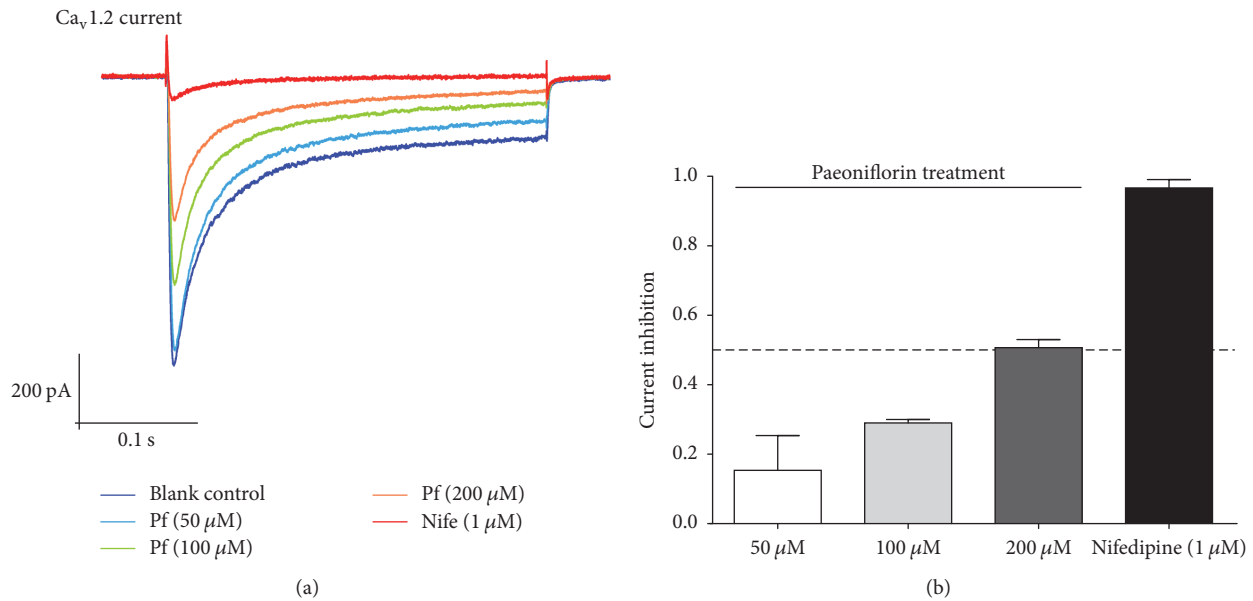 Ca_v1.2 current
200 pA
0.1 s
Blank control
Pf (50 μM)
Pf (100 μM)
Pf (200 μM)
Nife (1 μM)
(a)
Paeoniflorin treatment
Current inhibition
1.0
0.8
0.6
0.4
0.2
0.0
50 μM 100 μM 200 μM Nifedipine (1 μM)
(b)